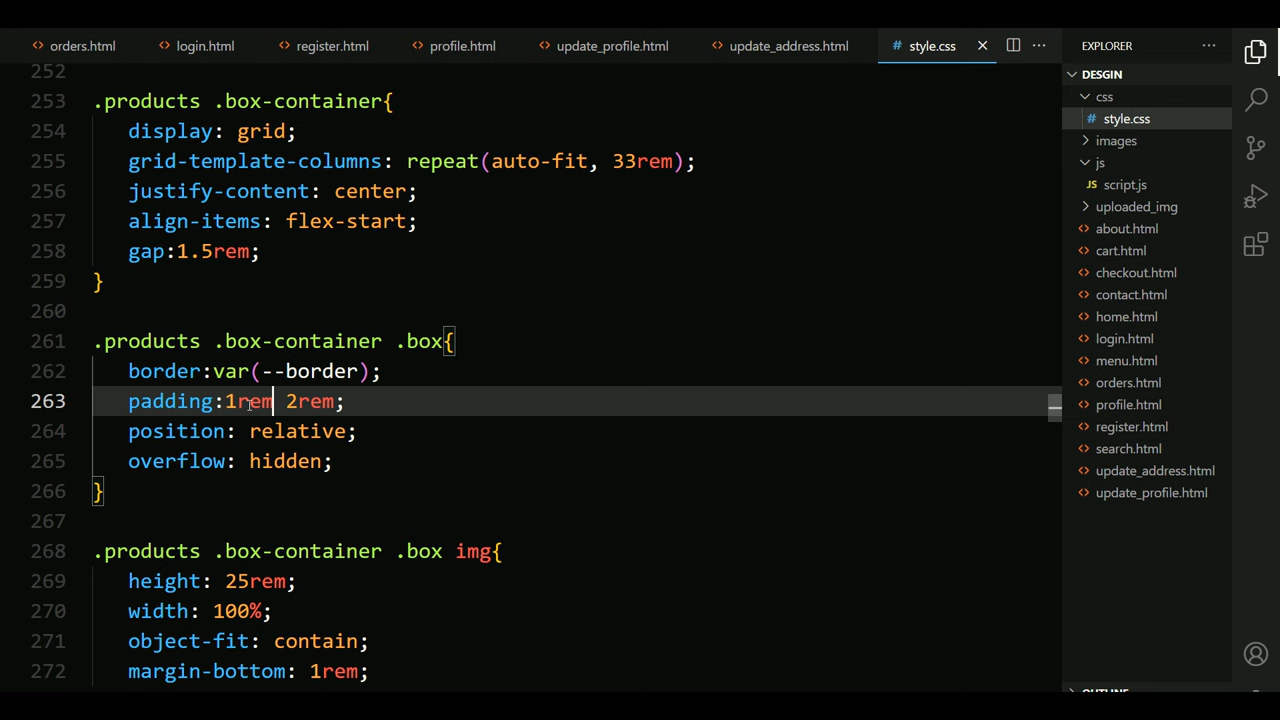 orders.html login.html register.html profile.html update_profile.html update_address.html # style.css
EXPLORER
252
253 .products .box-container{
254 display: grid;
255 grid-template-columns: repeat(auto-fit, 33rem);
256 justify-content: center;
257 align-items: flex-start;
258 gap:1.5rem;
259 }
260
261 .products .box-container .box{
262 border:var(--border);
263 padding:1rem 2rem;
264 position: relative;
265 overflow: hidden;
266 }
267
268 .products .box-container .box img{
269 height: 25rem;
270 width: 100%;
271 object-fit: contain;
272 margin-bottom: 1rem;
DESGIN
css
# style.css
images
js
JS script.js
uploaded_img
about.html
cart.html
checkout.html
contact.html
home.html
login.html
menu.html
orders.html
profile.html
register.html
search.html
update_address.html
update_profile.html
OUTLINE